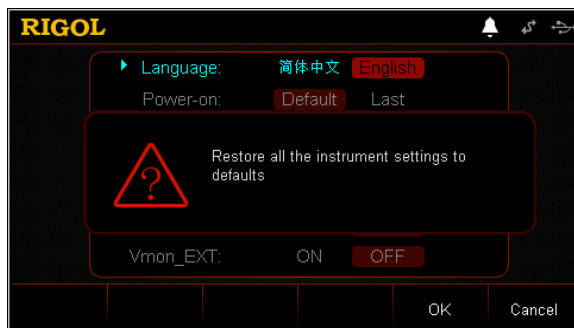 RIGOL
Language: 简体中文 English
Power-on: Default Last
Restore all the instrument settings to
defaults
Vmon_EXT: ON OFF
OK Cancel